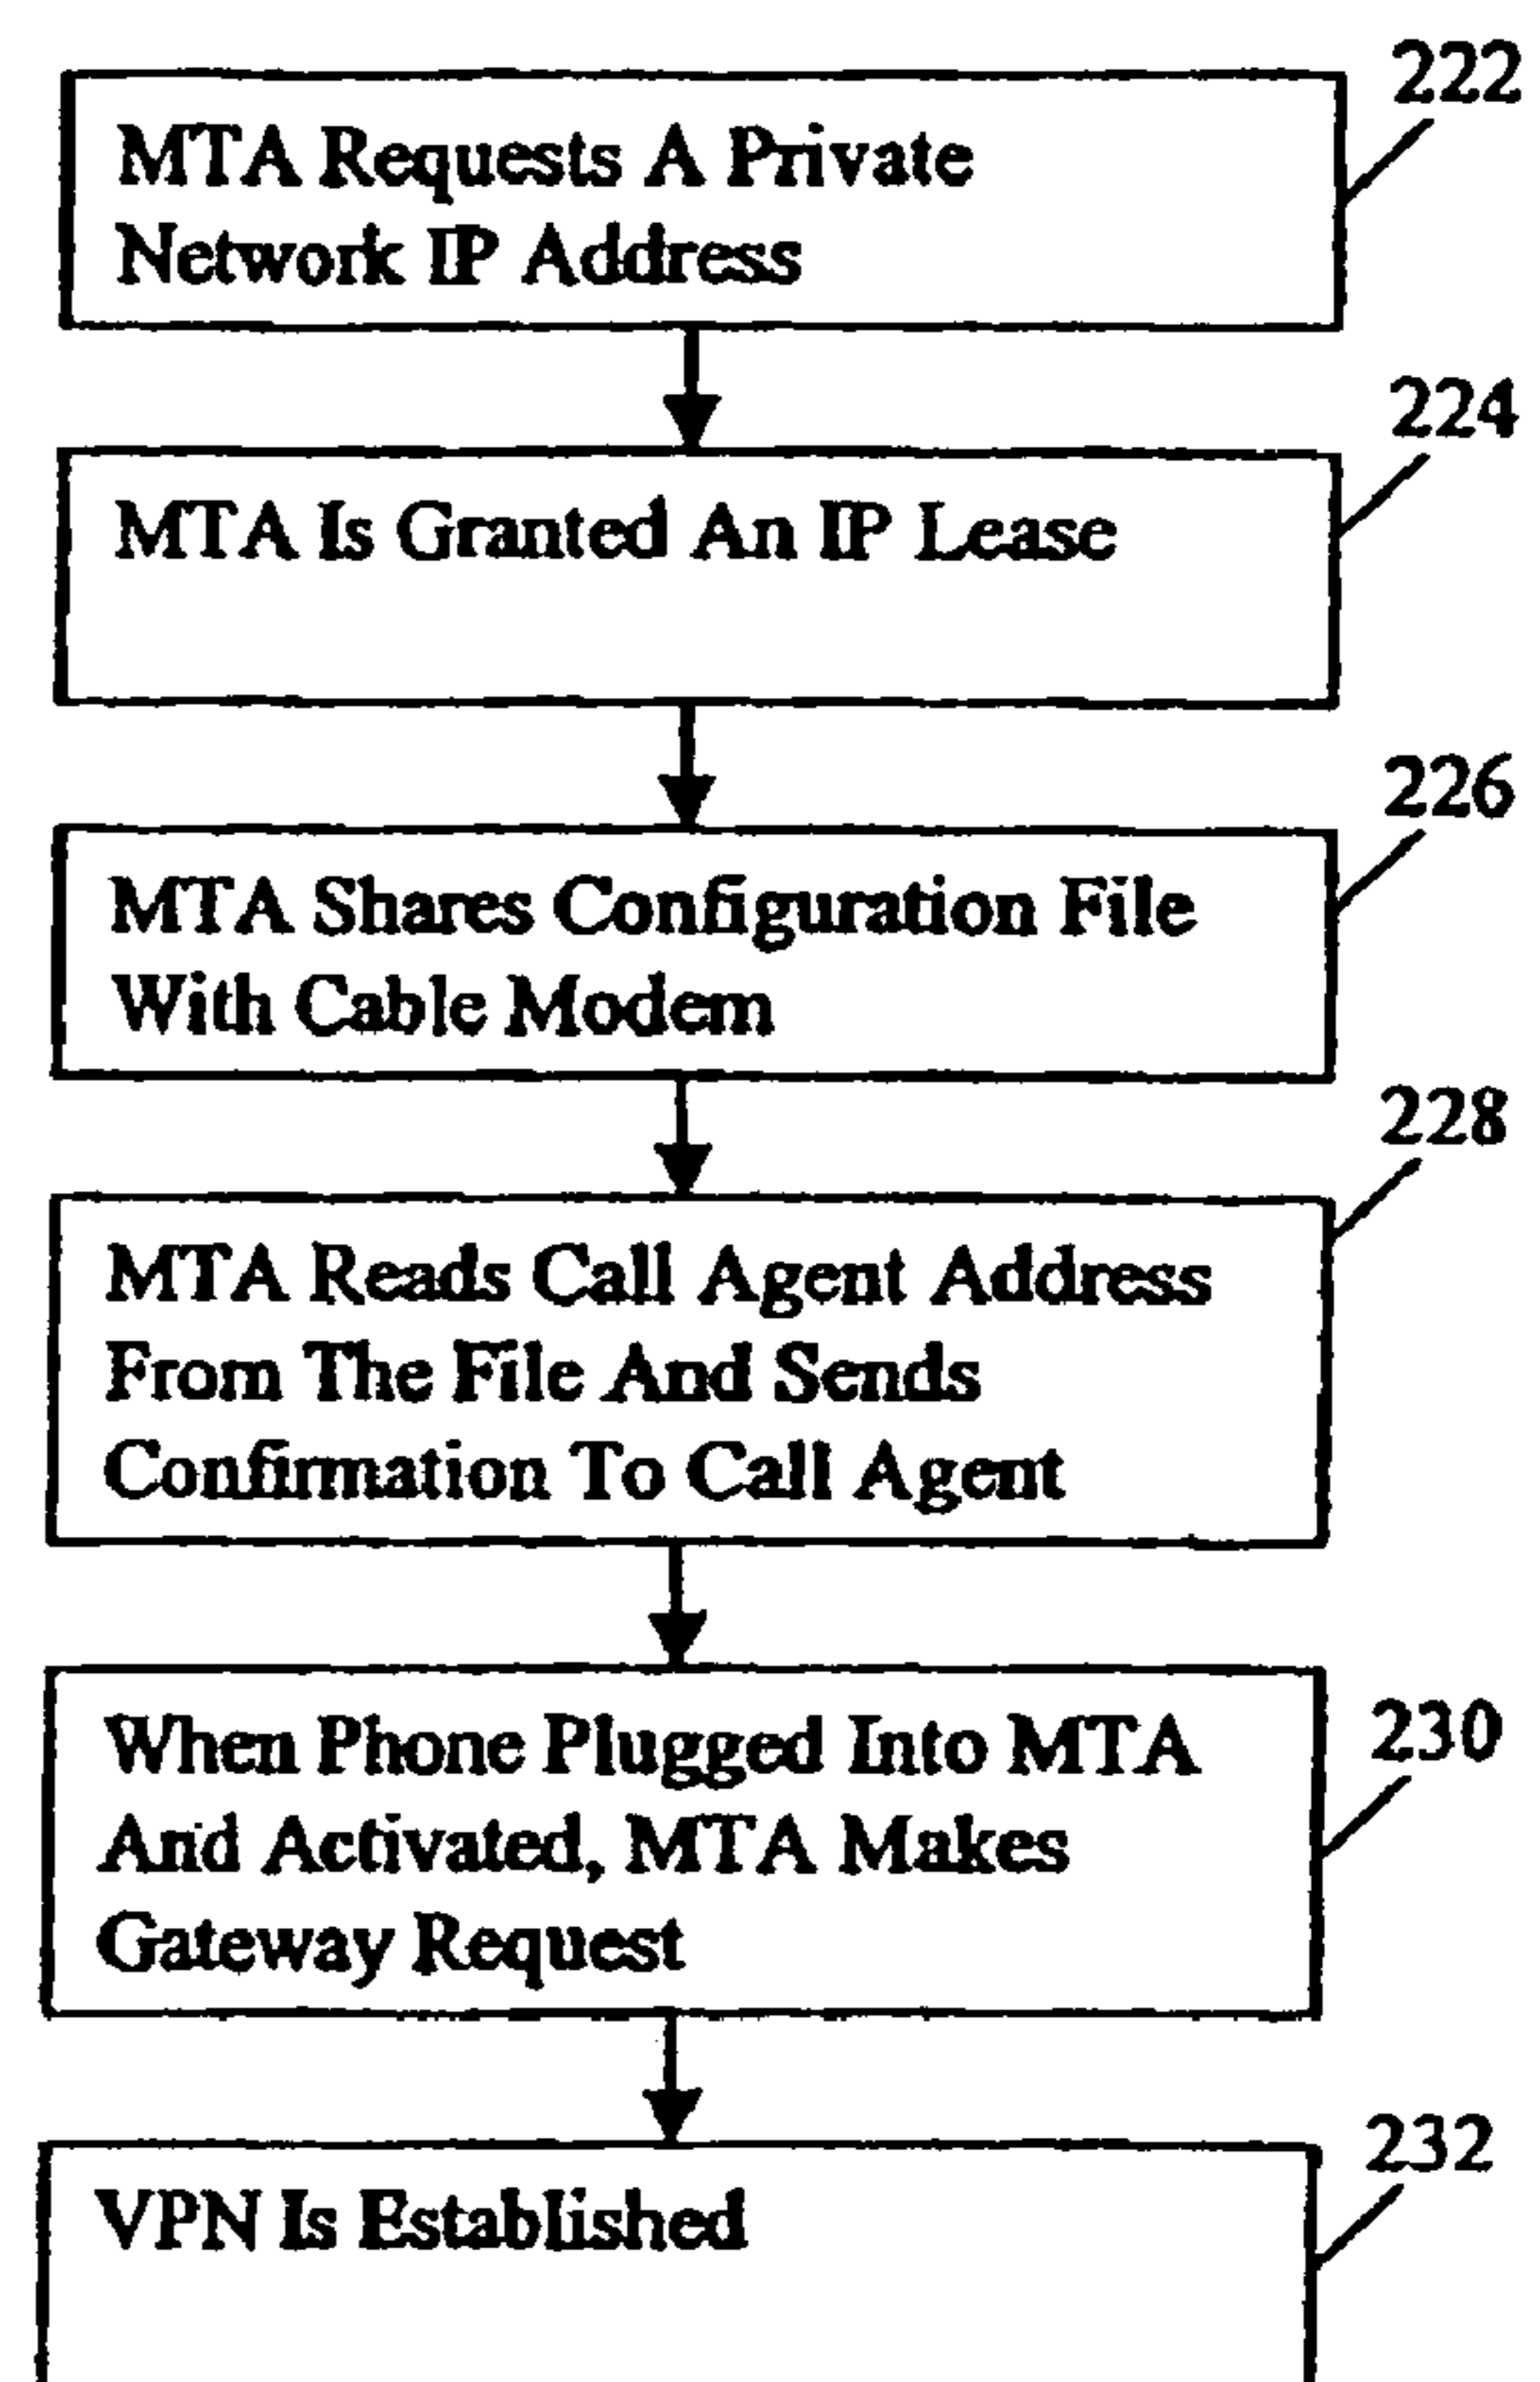 222
MTA Requests A Private
Network IP Address
224
MTA Is Granted An IP Lease
226
MTA Shares Configuration File
With Cable Modem
228
MTA Reads Call Agent Address
From The File And Sends
Confirmation To Call Agent
230
When Phone Plugged Into MTA
And Activated, MTA Makes
Gateway Request
232
VPN Is Established